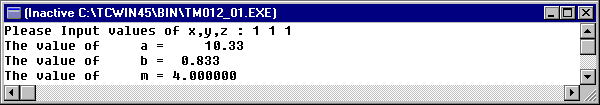 (Inactive C:\TCWIN45\BIN\TM012_01.EXE)
Please Input values of x,y,z : 1 1 1
The value of     a =     10.33
The value of     b =  0.833
The value of     m = 4.000000